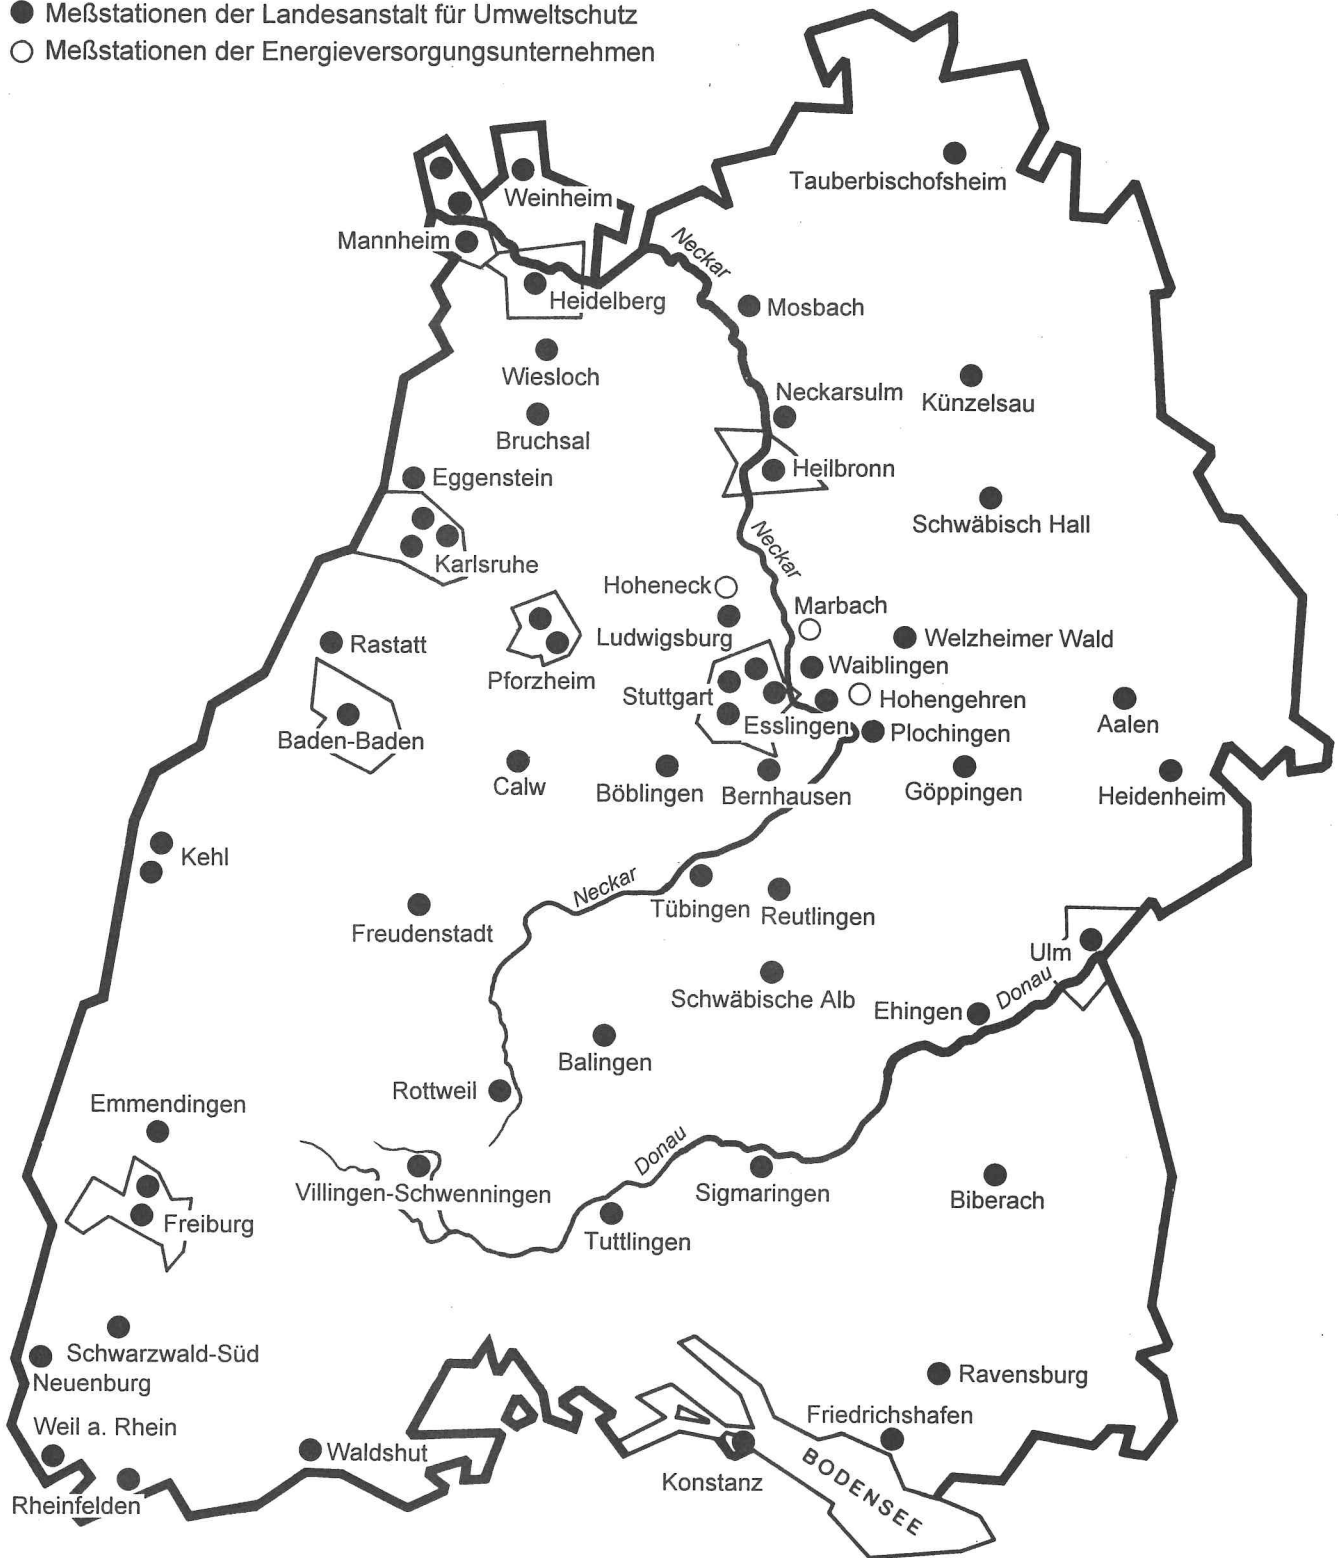 Meßstationen der Landesanstalt für Umweltschutz
Meßstationen der Energieversorgungsunternehmen
Tauberbischofsheim
Weinheim
Mannheim
Neckar
Heidelberg
Mosbach
Wiesloch
Neckarsulm
Künzelsau
Bruchsal
Eggenstein
Heilbronn
Schwäbisch Hall
Neckar
Karlsruhe
Hoheneck
Marbach
Ludwigsburg
Welzheimer Wald
Rastatt
Waiblingen
Pforzheim
Stuttgart
Hohengehren
Esslingen
Plochingen
Aalen
Baden-Baden
Calw
Böblingen
Bernhausen
Göppingen
Heidenheim
Kehl
Neckar
Tübingen
Reutlingen
Freudenstadt
Ulm
Donau
Schwäbische Alb
Ehingen
Balingen
Rottweil
Emmendingen
Donau
Villingen-Schwenningen
Sigmaringen
Biberach
Freiburg
Tuttlingen
Schwarzwald-Süd
Neuenburg
Ravensburg
Weil a. Rhein
Friedrichshafen
Waldshut
Konstanz
BODENSEE
Rheinfelden